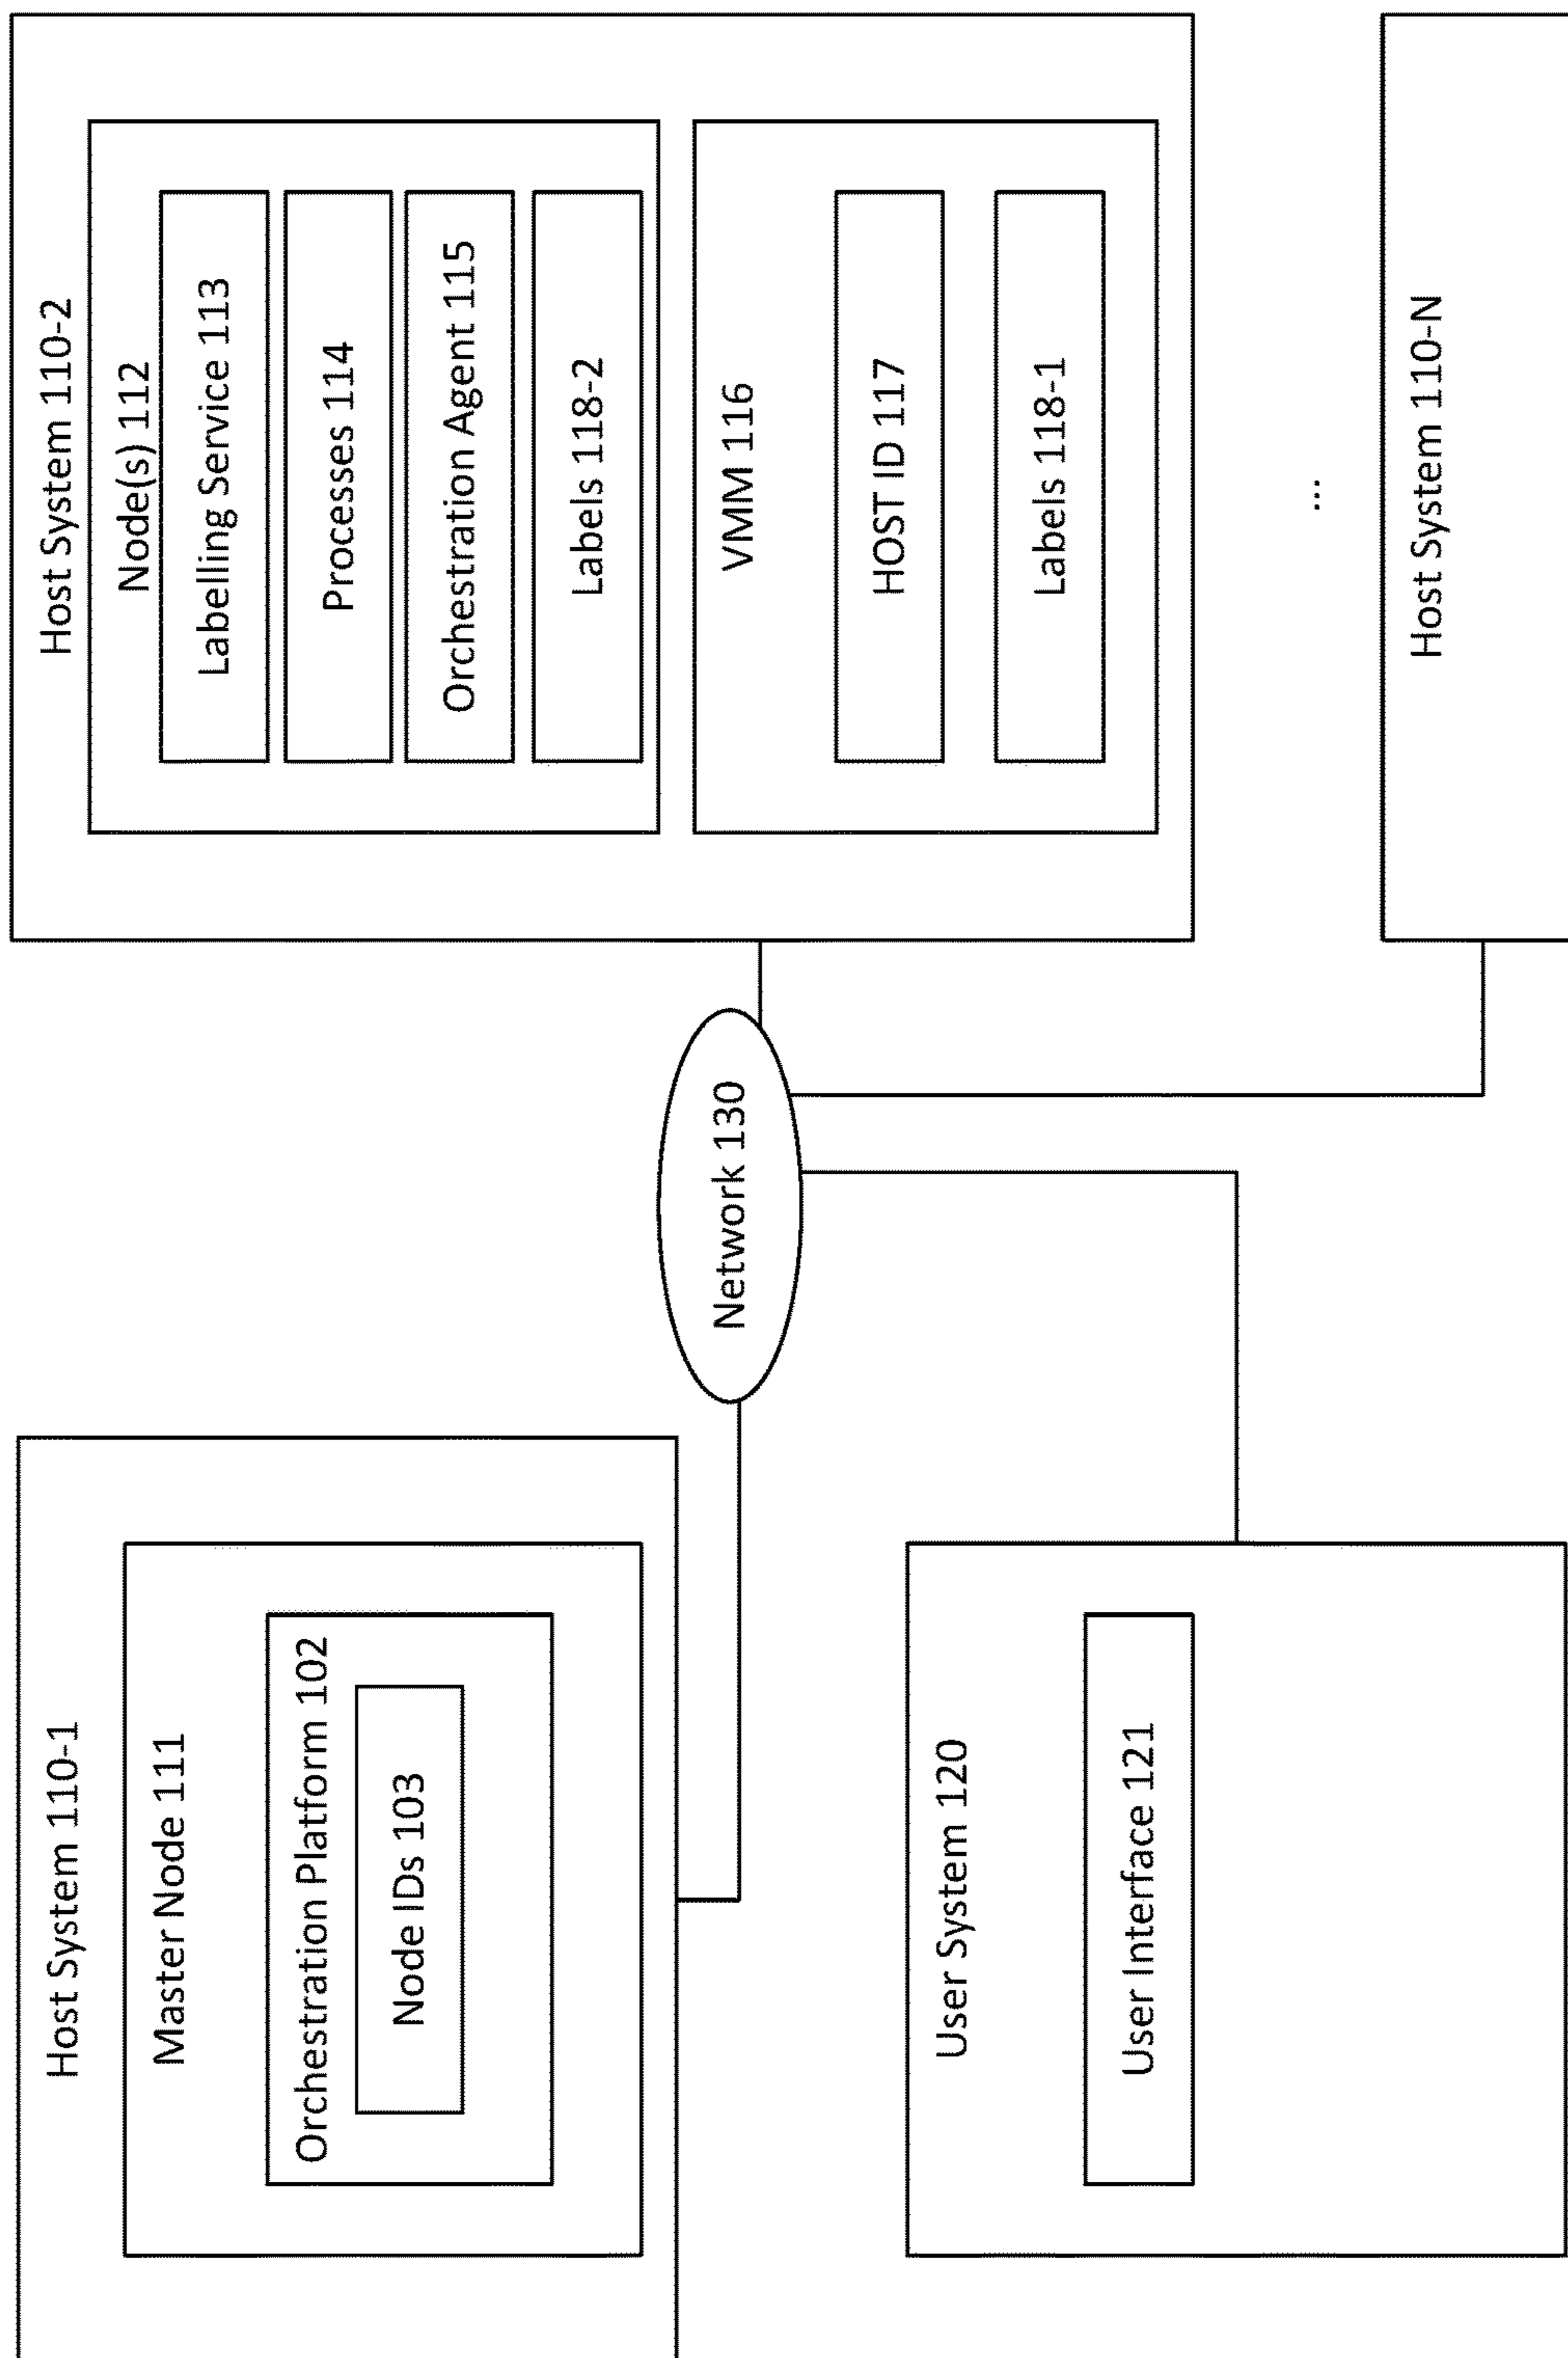 Host System 110-1
Master Node 111
Orchestration Platform 102
Node IDs 103
User System 120
User Interface 121
Network 130
Host System 110-2
Node(s) 112
Labelling Service 113
Processes 114
Orchestration Agent 115
Labels 118-2
VMM 116
HOST ID 117
Labels 118-1
...
Host System 110-N